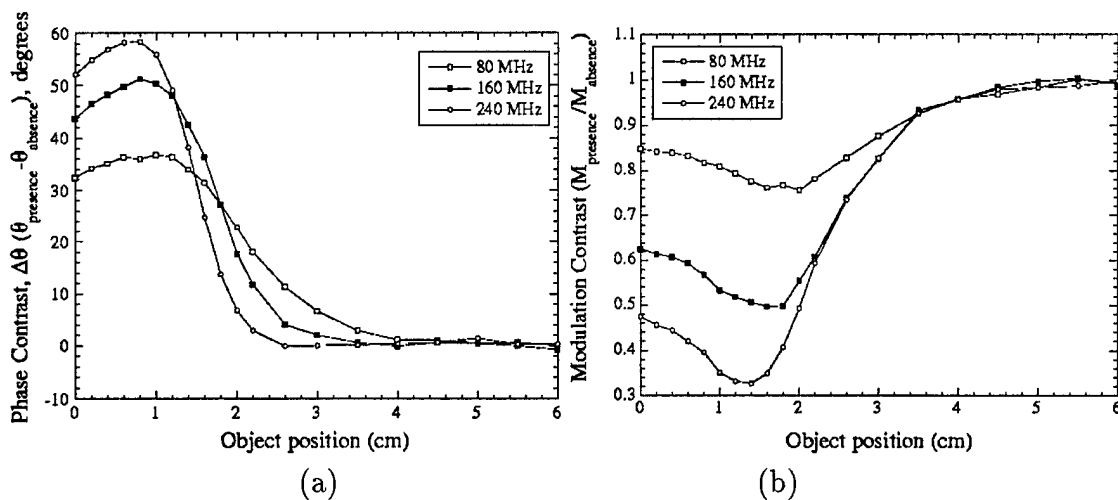 Phase Contrast, Δθ (θpresence-θabsence), degrees
60
50
40
30
20
10
0
-10
80 MHz
160 MHz
240 MHz
0 1 2 3 4 5 6
Object position (cm)
(a)
Modulation Contrast (Mpresence/Mabsence)
1.1
1
0.9
0.8
0.7
0.6
0.5
0.4
0.3
80 MHz
160 MHz
240 MHz
0 1 2 3 4 5 6
Object position (cm)
(b)